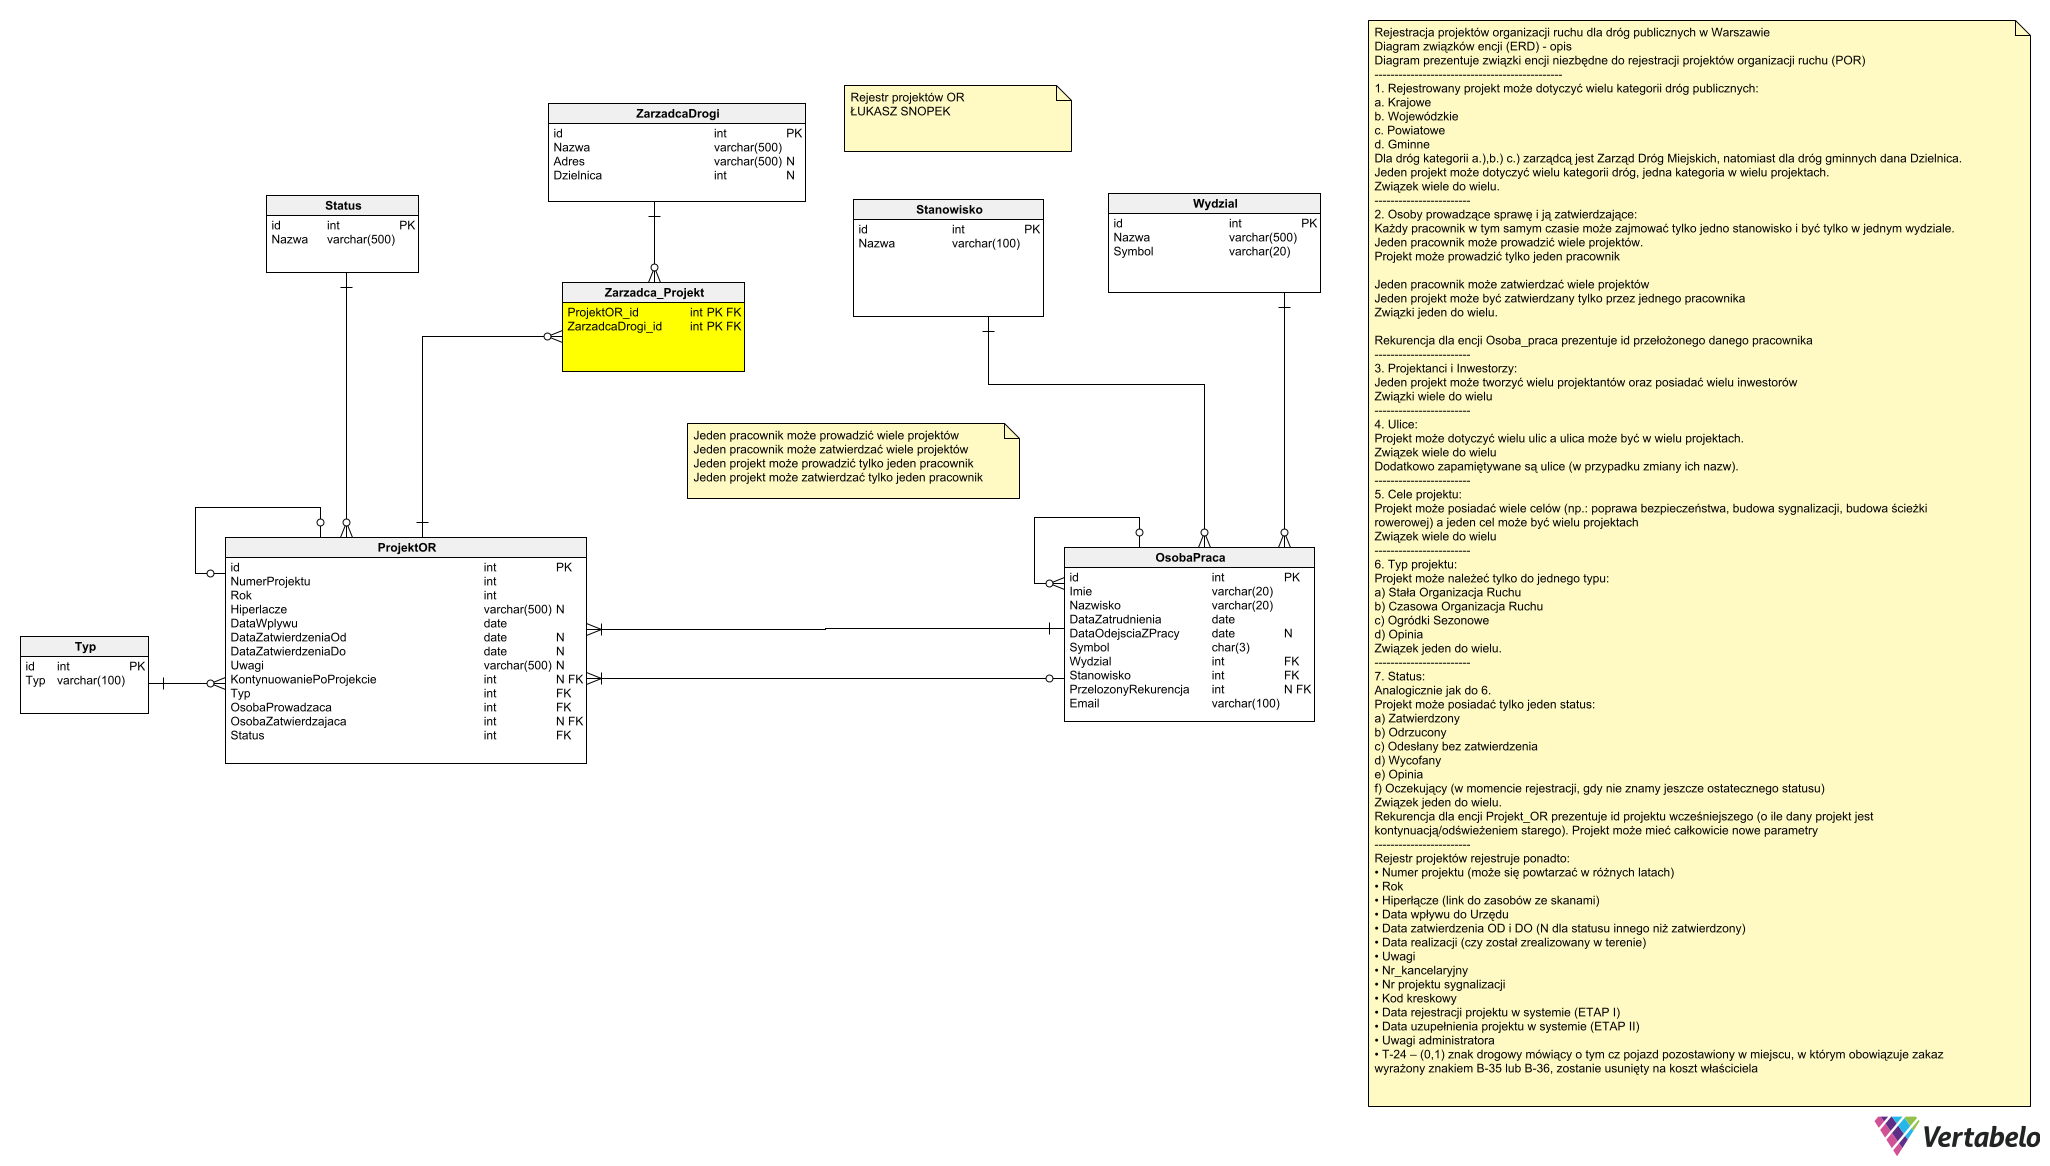 ZarzadcaDrogi
id int PK
Nazwa varchar(500)
Adres varchar(500) N
Dzielnica int N
Rejestr projektów OR
ŁUKASZ SNOPEK
Status
id int PK
Nazwa varchar(500)
Stanowisko
id int PK
Nazwa varchar(100)
Wydzial
id int PK
Nazwa varchar(500)
Symbol varchar(20)
Zarzadca_Projekt
ProjektOR_id int PK FK
ZarzadcaDrogi_id int PK FK
Jeden pracownik może prowadzić wiele projektów
Jeden pracownik może zatwierdzać wiele projektów
Jeden projekt może prowadzić tylko jeden pracownik
Jeden projekt może zatwierdzać tylko jeden pracownik
ProjektOR
id int PK
NumerProjektu int
Rok int
Hiperlacze varchar(500) N
DataWplywu date
DataZatwierdzeniaOd date N
DataZatwierdzeniaDo date N
Uwagi varchar(500) N
KontynuowaniePoProjekcie int N FK
Typ int FK
OsobaProwadzaca int FK
OsobaZatwierdzajaca int N FK
Status int FK
Typ
id int PK
Typ varchar(100)
OsobaPraca
id int PK
Imie varchar(20)
Nazwisko varchar(20)
DataZatrudnienia date
DataOdejsciaZPracy date N
Symbol char(3)
Wydzial int FK
Stanowisko int FK
PrzelozonyRekurencja int N FK
Email varchar(100)
Rejestracja projektów organizacji ruchu dla dróg publicznych w Warszawie
Diagram związków encji (ERD) - opis
Diagram prezentuje związki encji niezbędne do rejestracji projektów organizacji ruchu (POR)
-----------------------------------------------
1. Rejestrowany projekt może dotyczyć wielu kategorii dróg publicznych:
a. Krajowe
b. Wojewódzkie
c. Powiatowe
d. Gminne
Dla dróg kategorii a.),b.) c.) zarządcą jest Zarząd Dróg Miejskich, natomiast dla dróg gminnych dana Dzielnica.
Jeden projekt może dotyczyć wielu kategorii dróg, jedna kategoria w wielu projektach.
Związek wiele do wielu.
------------------------
2. Osoby prowadzące sprawę i ją zatwierdzające:
Każdy pracownik w tym samym czasie może zajmować tylko jedno stanowisko i być tylko w jednym wydziale.
Jeden pracownik może prowadzić wiele projektów.
Projekt może prowadzić tylko jeden pracownik
Jeden pracownik może zatwierdzać wiele projektów
Jeden projekt może być zatwierdzany tylko przez jednego pracownika
Związki jeden do wielu.
Rekurencja dla encji Osoba_praca prezentuje id przełożonego danego pracownika
------------------------
3. Projektanci i Inwestorzy:
Jeden projekt może tworzyć wielu projektantów oraz posiadać wielu inwestorów
Związki wiele do wielu
------------------------
4. Ulice:
Projekt może dotyczyć wielu ulic a ulica może być w wielu projektach.
Związek wiele do wielu
Dodatkowo zapamiętywane są ulice (w przypadku zmiany ich nazw).
------------------------
5. Cele projektu:
Projekt może posiadać wiele celów (np.: poprawa bezpieczeństwa, budowa sygnalizacji, budowa ścieżki
rowerowej) a jeden cel może być wielu projektach
Związek wiele do wielu
------------------------
6. Typ projektu:
Projekt może należeć tylko do jednego typu:
a) Stała Organizacja Ruchu
b) Czasowa Organizacja Ruchu
c) Ogródki Sezonowe
d) Opinia
Związek jeden do wielu.
------------------------
7. Status:
Analogicznie jak do 6.
Projekt może posiadać tylko jeden status:
a) Zatwierdzony
b) Odrzucony
c) Odesłany bez zatwierdzenia
d) Wycofany
e) Opinia
f) Oczekujący (w momencie rejestracji, gdy nie znamy jeszcze ostatecznego statusu)
Związek jeden do wielu.
Rekurencja dla encji Projekt_OR prezentuje id projektu wcześniejszego (o ile dany projekt jest
kontynuacją/odświeżeniem starego). Projekt może mieć całkowicie nowe parametry
------------------------
Rejestr projektów rejestruje ponadto:
• Numer projektu (może się powtarzać w różnych latach)
• Rok
• Hiperłącze (link do zasobów ze skanami)
• Data wpływu do Urzędu
• Data zatwierdzenia OD i DO (N dla statusu innego niż zatwierdzony)
• Data realizacji (czy został zrealizowany w terenie)
• Uwagi
• Nr_kancelaryjny
• Nr projektu sygnalizacji
• Kod kreskowy
• Data rejestracji projektu w systemie (ETAP I)
• Data uzupełnienia projektu w systemie (ETAP II)
• Uwagi administratora
• T-24 – (0,1) znak drogowy mówiący o tym cz pojazd pozostawiony w miejscu, w którym obowiązuje zakaz
wyrażony znakiem B-35 lub B-36, zostanie usunięty na koszt właściciela
Vertabelo